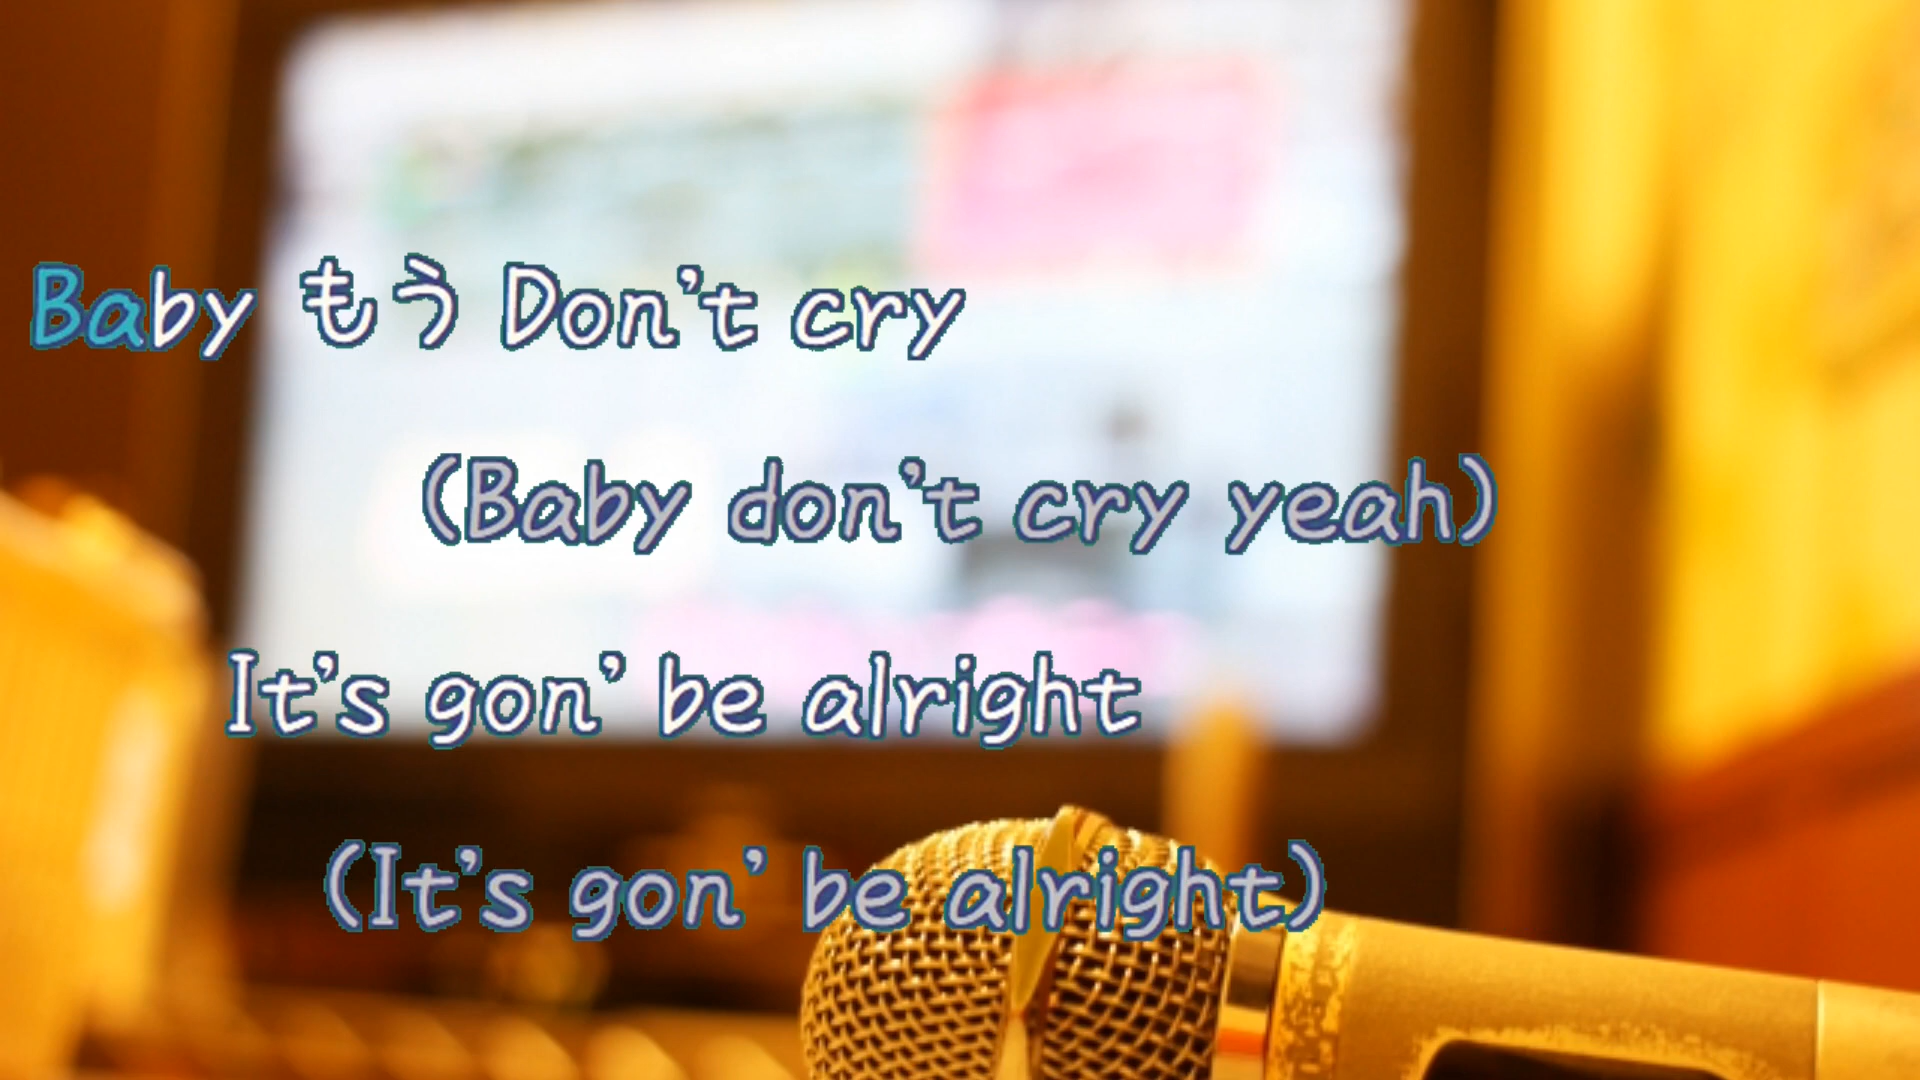 Baby もう Don't cry
(Baby don't cry yeah)
It's gon' be alright
(It's gon' be alright)